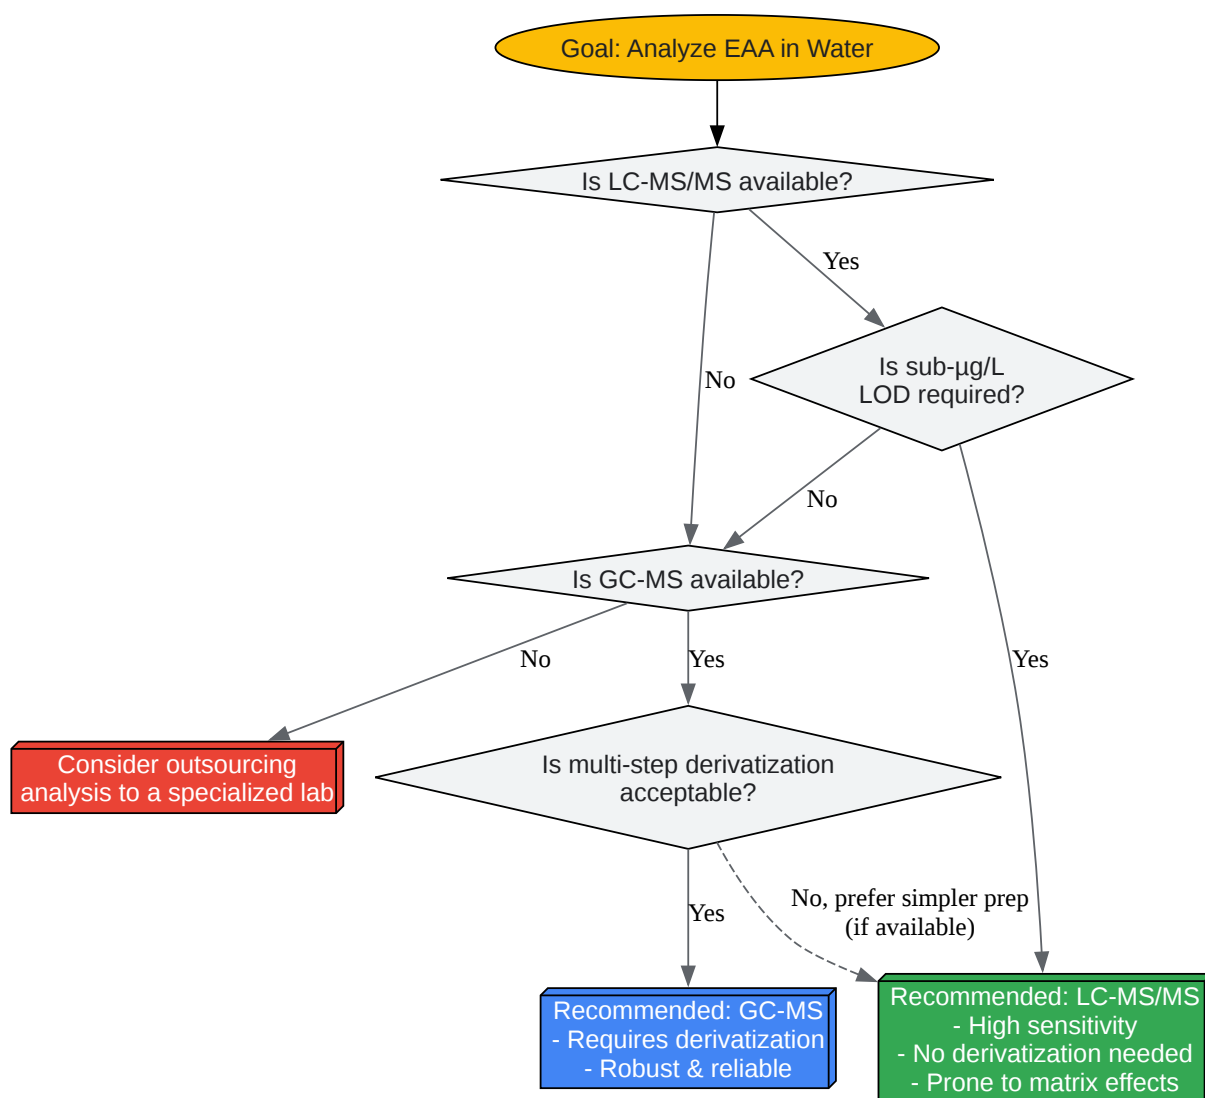 Goal: Analyze EAA in Water
Is LC-MS/MS available?
Yes
Is sub-µg/L
LOD required?
No
No
Is GC-MS available?
No
Yes
Yes
Consider outsourcing
analysis to a specialized lab
Is multi-step derivatization
acceptable?
Yes
No, prefer simpler prep
(if available)
Recommended: GC-MS
- Requires derivatization
- Robust & reliable
Recommended: LC-MS/MS
- High sensitivity
- No derivatization needed
- Prone to matrix effects